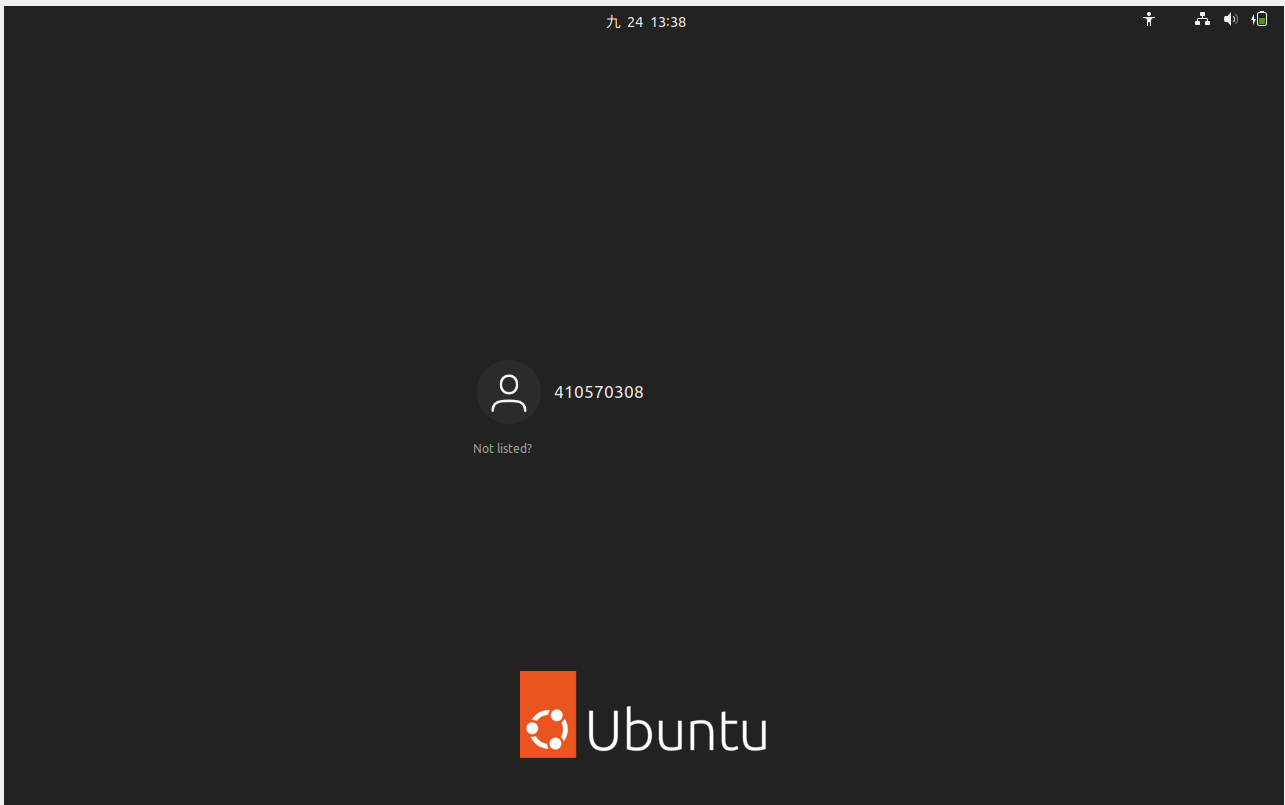 九 24 13:38
410570308
Not listed?
Ubuntu